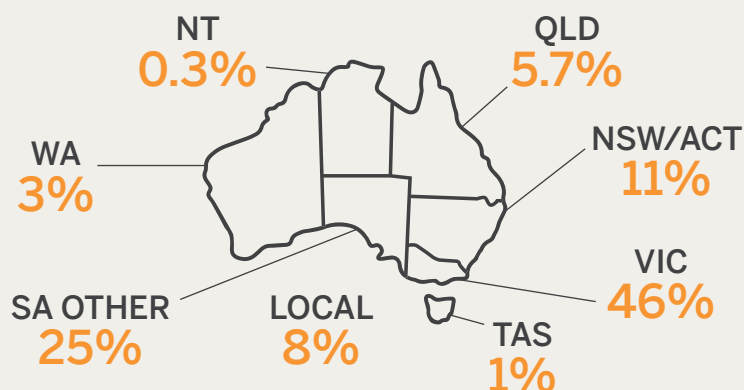 NT
0.3%
QLD
5.7%
WA
3%
NSW/ACT
11%
SA OTHER
25%
LOCAL
8%
VIC
46%
TAS
1%